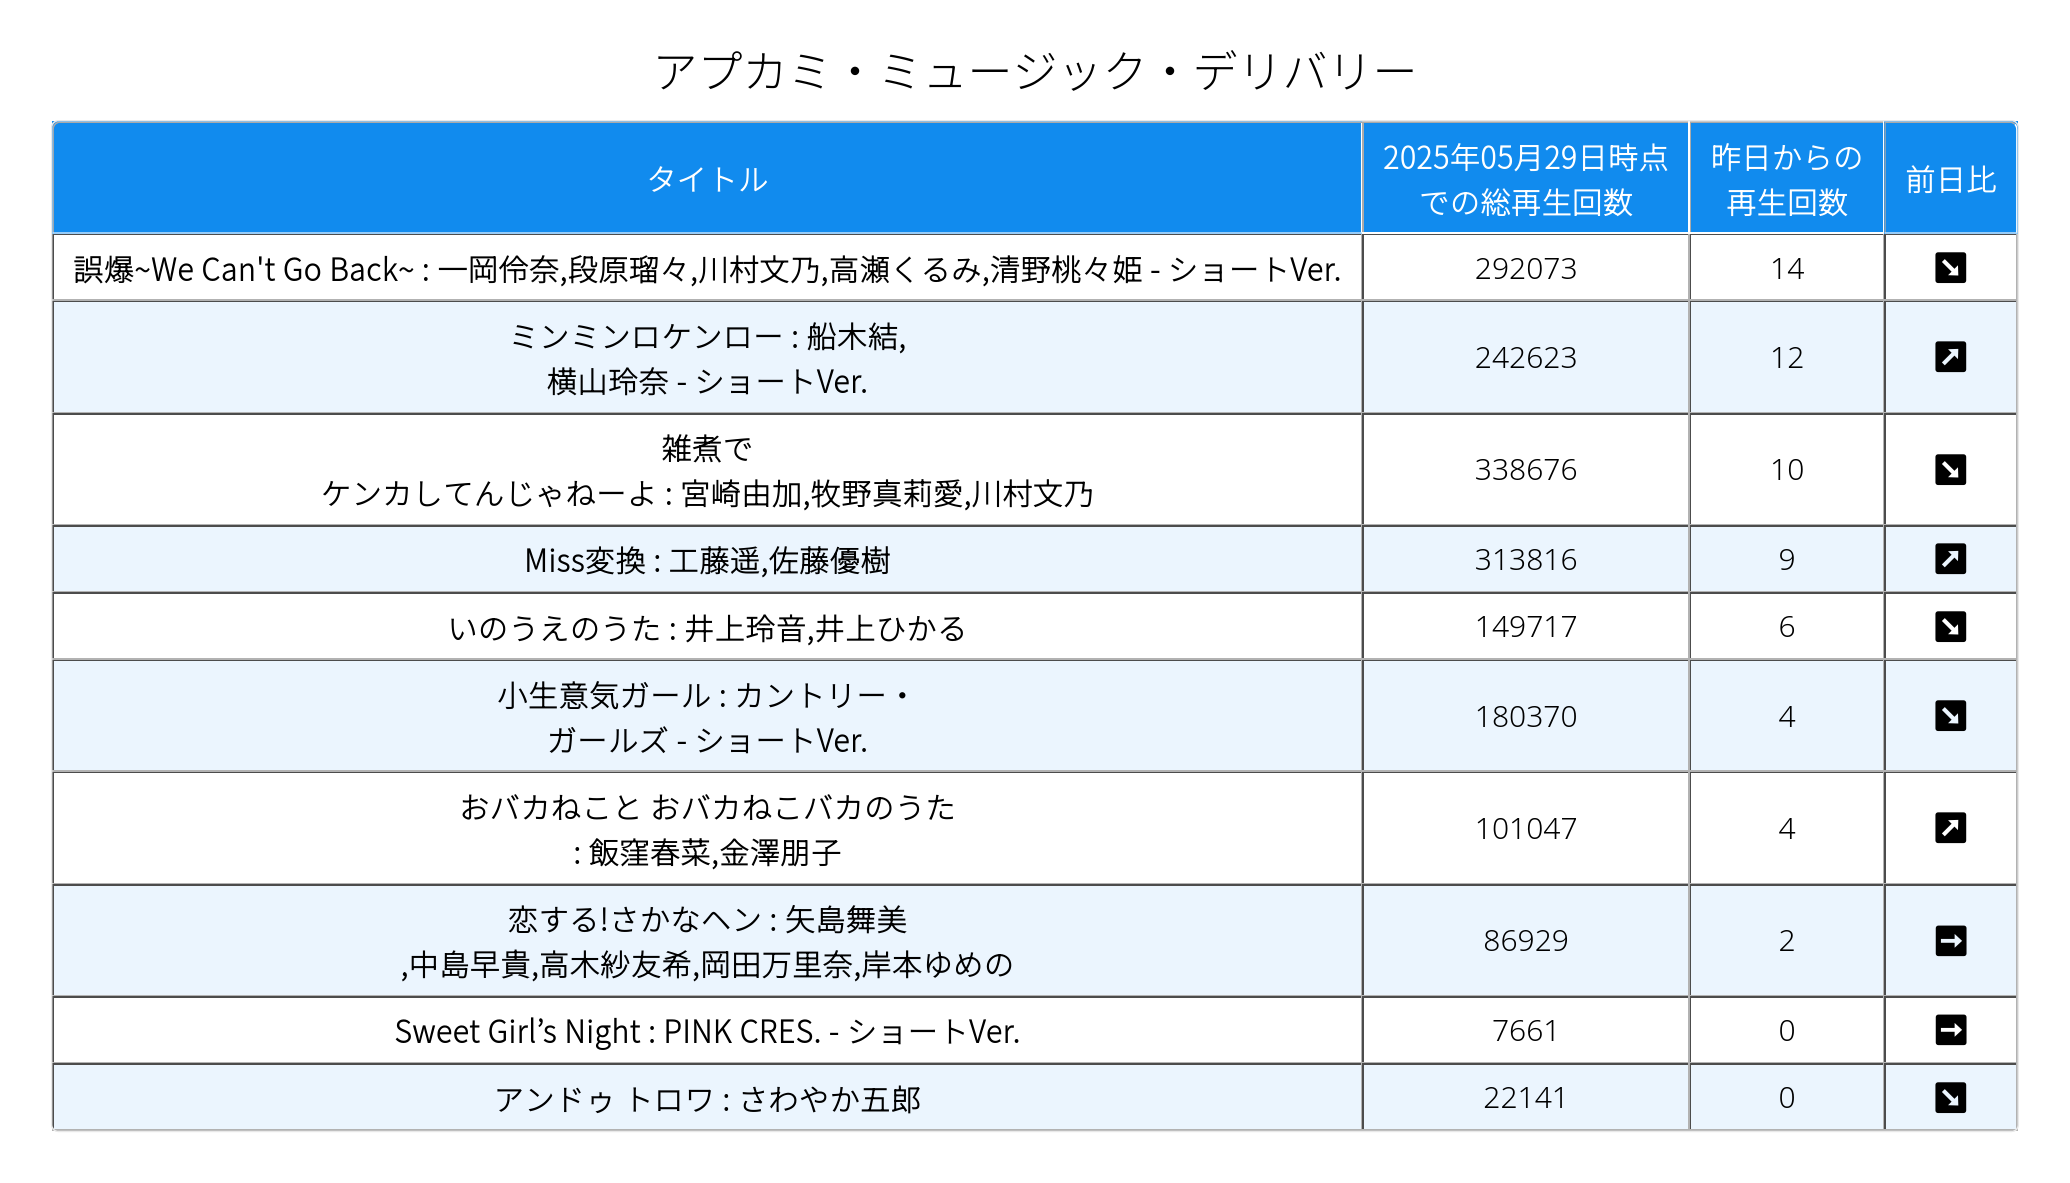 アプカミ・ミュージック・デリバリー
タイトル
2025年05月29日時点
での総再生回数
昨日からの
再生回数
前日比
誤爆~We Can't Go Back~ : 一岡伶奈,段原瑠々,川村文乃,高瀬くるみ,清野桃々姫 - ショートVer.
292073
14
ミンミンロケンロー : 船木結,
横山玲奈 - ショートVer.
242623
12
雑煮で
ケンカしてんじゃねーよ : 宮崎由加,牧野真莉愛,川村文乃
338676
10
Miss変換 : 工藤遥,佐藤優樹
313816
9
いのうえのうた : 井上玲音,井上ひかる
149717
6
小生意気ガール : カントリー・
ガールズ - ショートVer.
180370
4
おバカねこと おバカねこバカのうた
: 飯窪春菜,金澤朋子
101047
4
恋する!さかなヘン : 矢島舞美
,中島早貴,高木紗友希,岡田万里奈,岸本ゆめの
86929
2
Sweet Girl’s Night : PINK CRES. - ショートVer.
7661
0
アンドゥ トロワ : さわやか五郎
22141
0